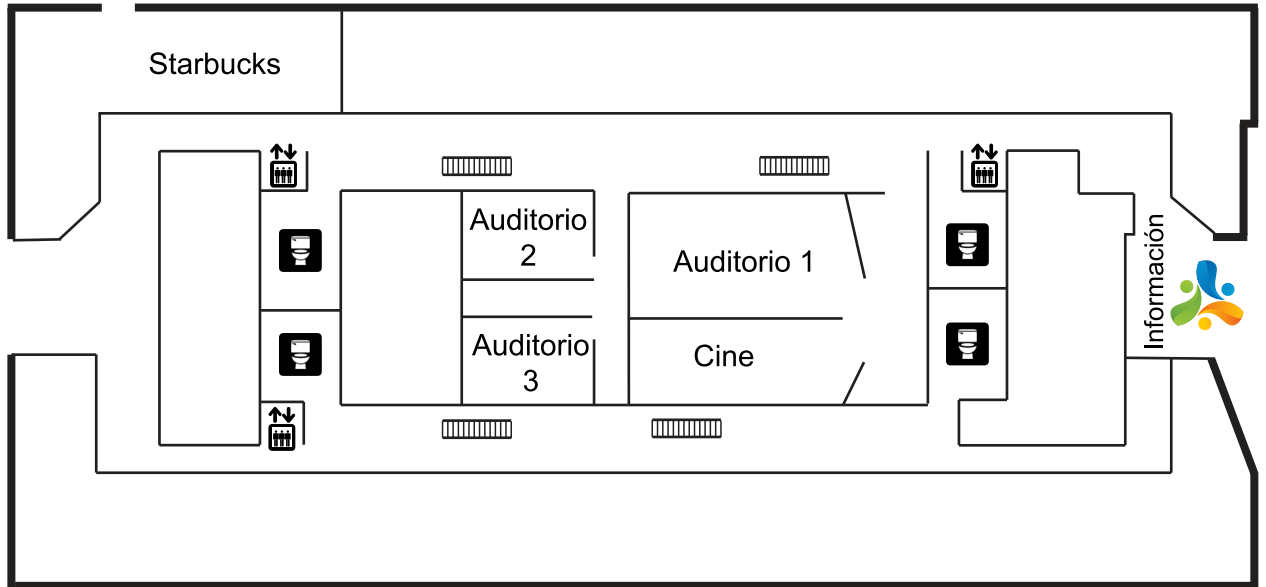 Starbucks
Auditorio
2
Auditorio 1
Información
Auditorio
3
Cine